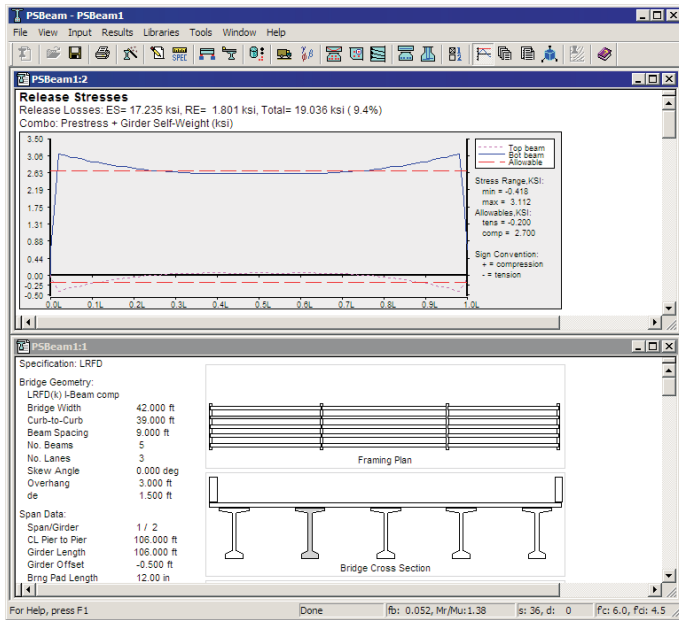 PSBeam - PSBeam1
File View Input Results Libraries Tools Window Help
SPEC
PSBeam1:2
Release Stresses
Release Losses: ES= 17.235 ksi, RE= 1.801 ksi, Total= 19.036 ksi ( 9.4%)
Combo: Prestress + Girder Self-Weight (ksi)
3.50
3.06
2.63
2.19
1.75
1.31
0.88
0.44
0.00
-0.25
-0.50
0.0L 0.1L 0.2L 0.3L 0.4L 0.5L 0.6L 0.7L 0.8L 0.9L 1.0L
Top beam
Bot beam
Allowable
Stress Range,KSI:
min = -0.418
max = 3.112
Allowables,KSI:
tens = -0.200
comp = 2.700
Sign Convention:
+ = compression
- = tension
PSBeam1:1
Specification: LRFD
Bridge Geometry:
LRFD(k) I-Beam comp
Bridge Width 42.000 ft
Curb-to-Curb 39.000 ft
Beam Spacing 9.000 ft
No. Beams 5
No. Lanes 3
Skew Angle 0.000 deg
Overhang 3.000 ft
de 1.500 ft
Span Data:
Span/Girder 1 / 2
CL Pier to Pier 106.000 ft
Girder Length 106.000 ft
Girder Offset -0.500 ft
Brng Pad Length 12.00 in
Framing Plan
Bridge Cross Section
For Help, press F1 Done fb: 0.052, Mr/Mu:1.38 s: 36, d: 0 f'c: 6.0, f'ci: 4.5